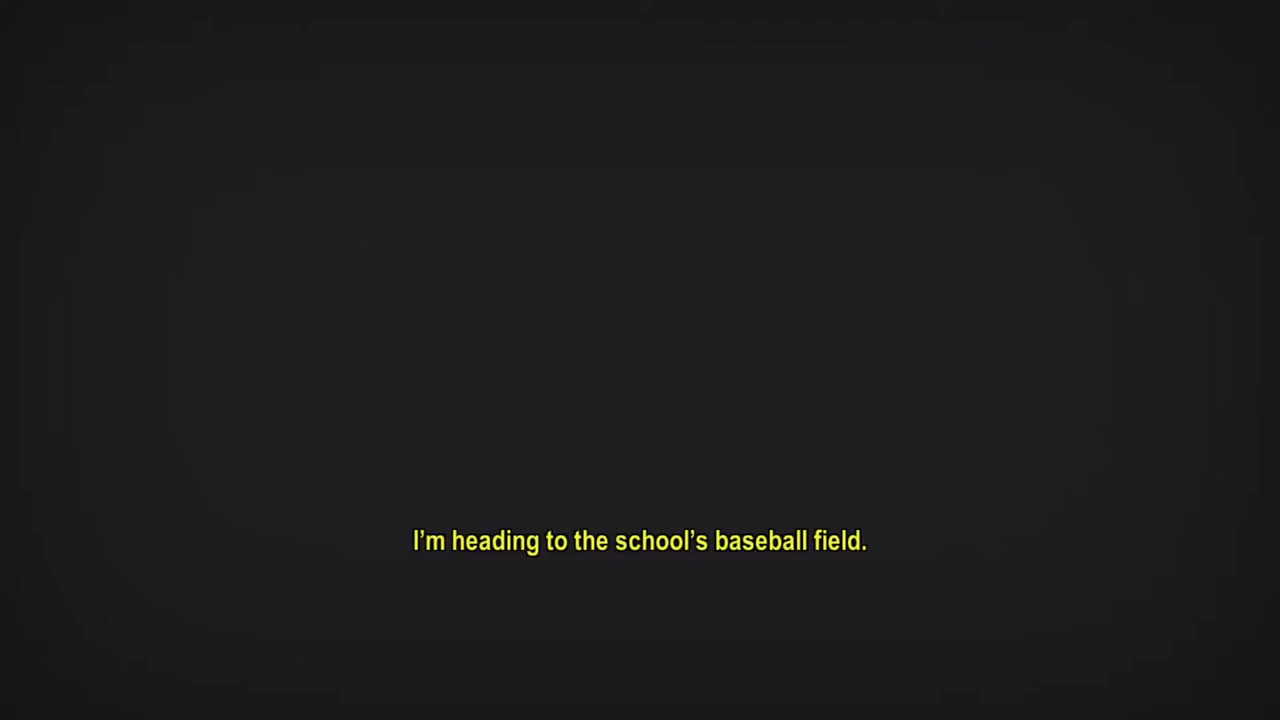 I’m heading to the school’s baseball field.